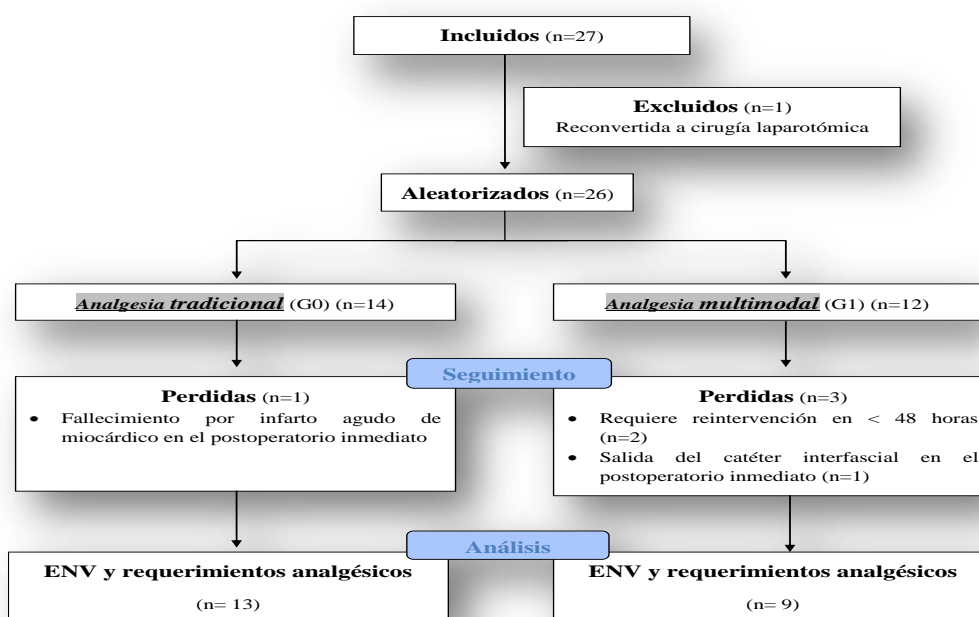 Incluidos (n=27)
Excluidos (n=1)
Reconvertida a cirugía laparotómica
Aleatorizados (n=26)
Analgesia tradicional (G0) (n=14)
Analgesia multimodal (G1) (n=12)
Seguimiento
Perdidas (n=1)
• Fallecimiento por infarto agudo de
miocárdico en el postoperatorio inmediato
Perdidas (n=3)
• Requiere reintervención en < 48 horas
(n=2)
• Salida del catéter interfascial en el
postoperatorio inmediato (n=1)
Análisis
ENV y requerimientos analgésicos
(n= 13)
ENV y requerimientos analgésicos
(n= 9)